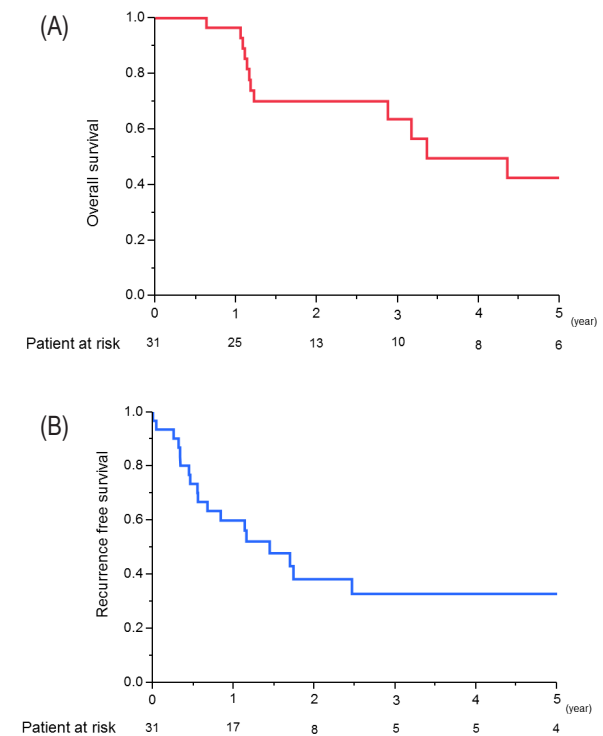 (A)
1.0
0.8
0.6
0.4
0.2
0.0
Overall survival
0 1 2 3 4 5 (year)
Patient at risk 31 25 13 10 8 6
(B)
1.0
0.8
0.6
0.4
0.2
0.0
Recurrence free survival
0 1 2 3 4 5 (year)
Patient at risk 31 17 8 5 5 4